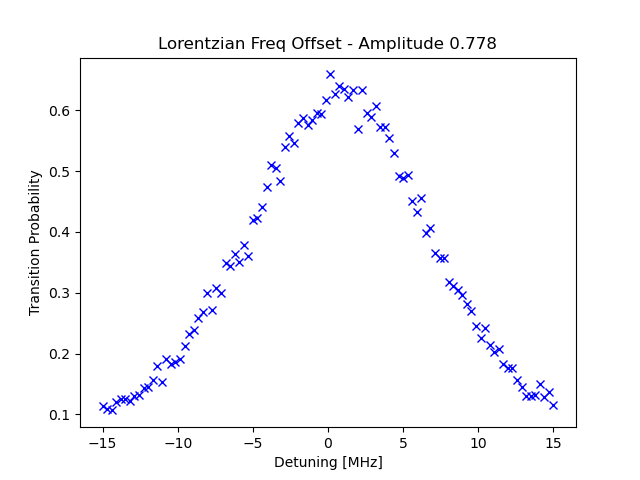 Lorentzian Freq Offset - Amplitude 0.778
Transition Probability
0.6
0.5
0.4
0.3
0.2
0.1
−15 −10 −5 0 5 10 15
Detuning [MHz]